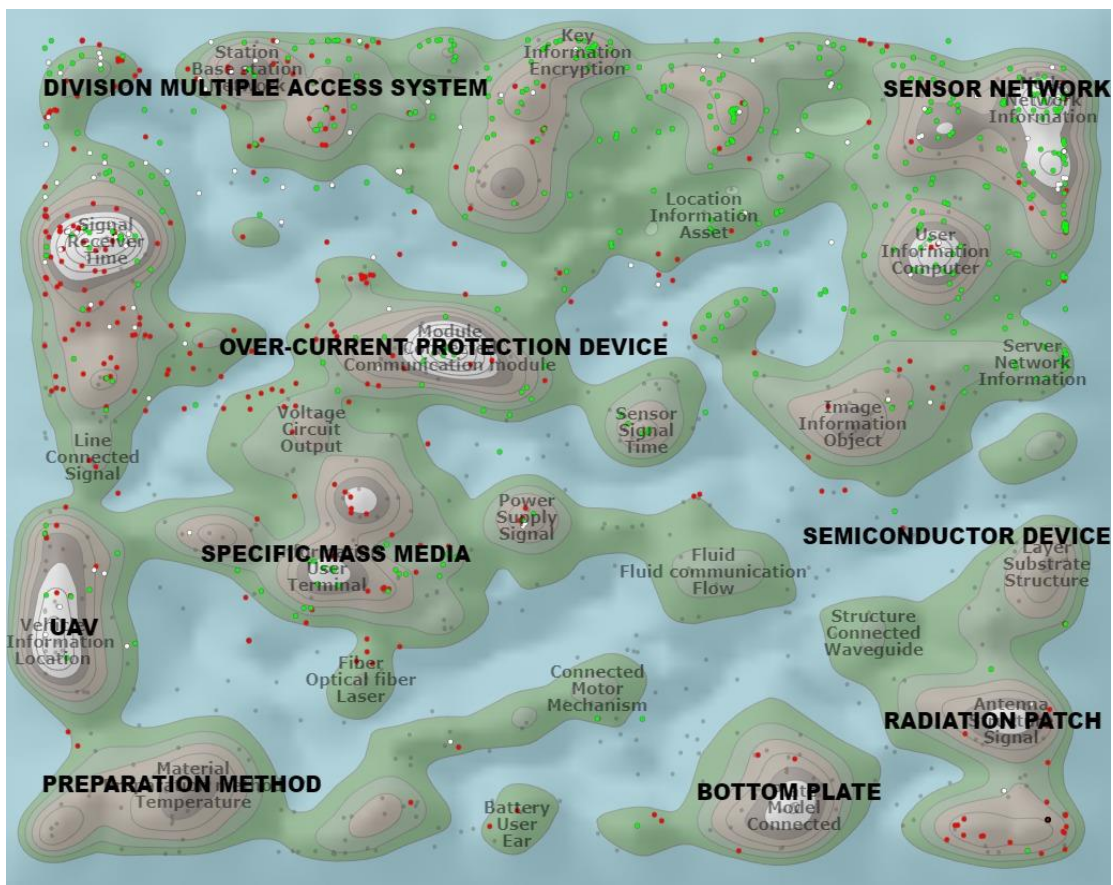 Station
Base station
DIVISION MULTIPLE ACCESS SYSTEM
Key
Information
Encryption
SENSOR NETWORK
Network
Information
Signal
Receiver
Time
Location
Information
Asset
User
Information
Computer
Module
OVER-CURRENT PROTECTION DEVICE
Communication module
Server
Network
Information
Voltage
Circuit
Output
Sensor
Signal
Time
Image
Information
Object
Line
Connected
Signal
Power
Supply
Signal
SPECIFIC MASS MEDIA
User
Terminal
Fluid
Fluid communication
Flow
SEMICONDUCTOR DEVICE
Layer
Substrate
Structure
Vehicle
UAV
Information
Location
Structure
Connected
Waveguide
Fiber
Optical fiber
Laser
Connected
Motor
Mechanism
Antenna
RADIATION PATCH
Signal
Material
PREPARATION METHOD
Temperature
Battery
User
Ear
BOTTOM PLATE
Model
Connected